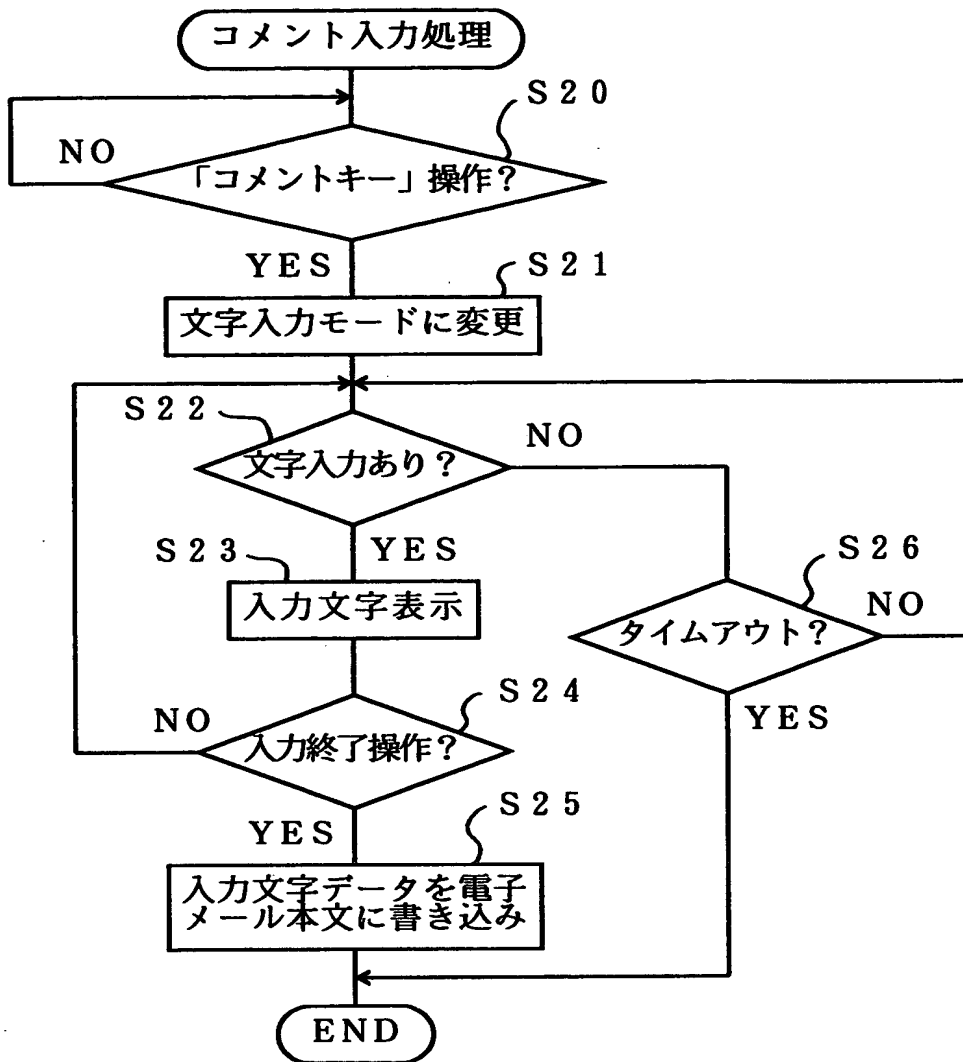 コメント入力処理
S20
NO
「コメントキー」操作?
YES
S21
文字入力モードに変更
S22
NO
文字入力あり?
S23
YES
S26
入力文字表示
NO
タイムアウト?
S24
NO
YES
入力終了操作?
S25
YES
入力文字データを電子
メール本文に書き込み
END